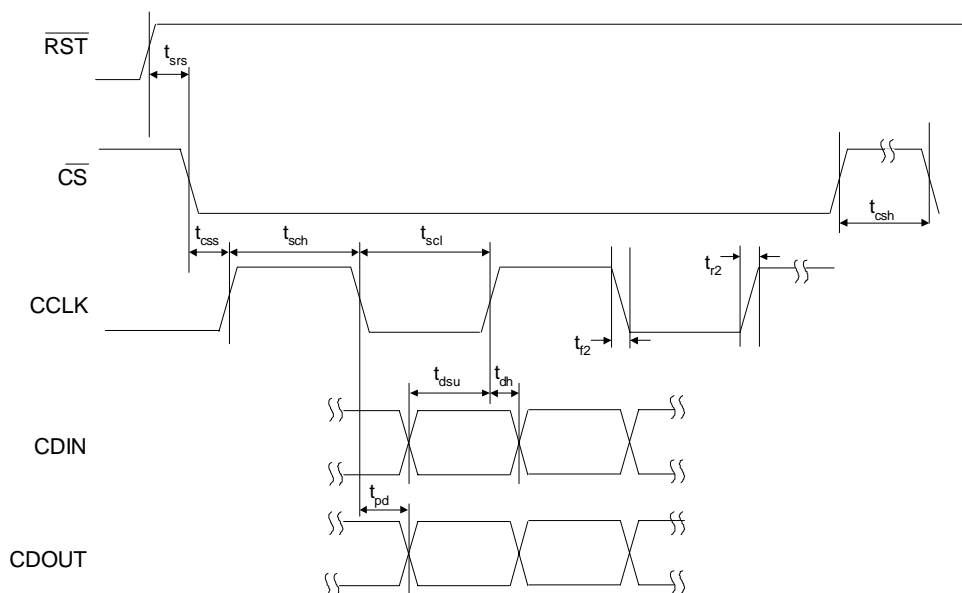 RST
tsrs
CS
tcsh
tcss
tsch
tscl
tr2
CCLK
tf2
tdsu
tdh
CDIN
tpd
CDOUT